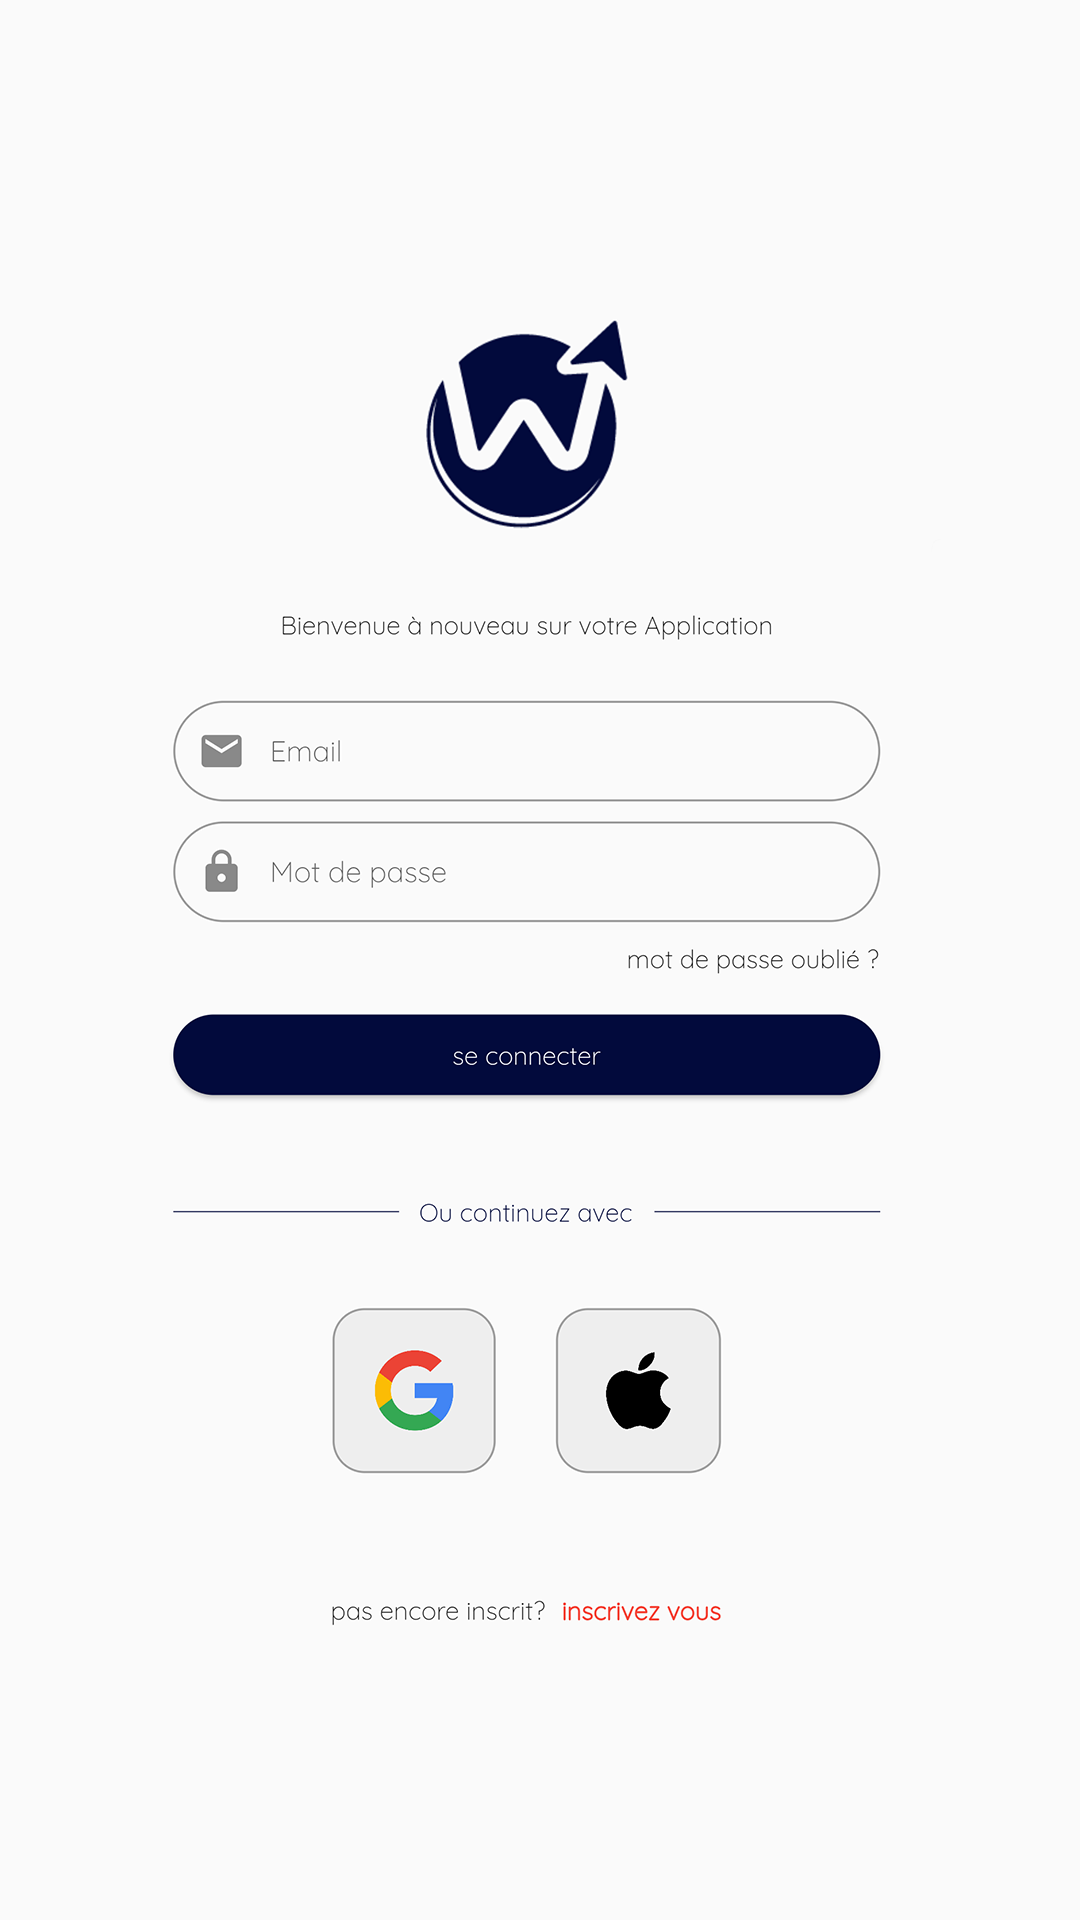 W
Bienvenue à nouveau sur votre Application
Email
Mot de passe
mot de passe oublié ?
se connecter
Ou continuez avec
G
pas encore inscrit? inscrivez vous